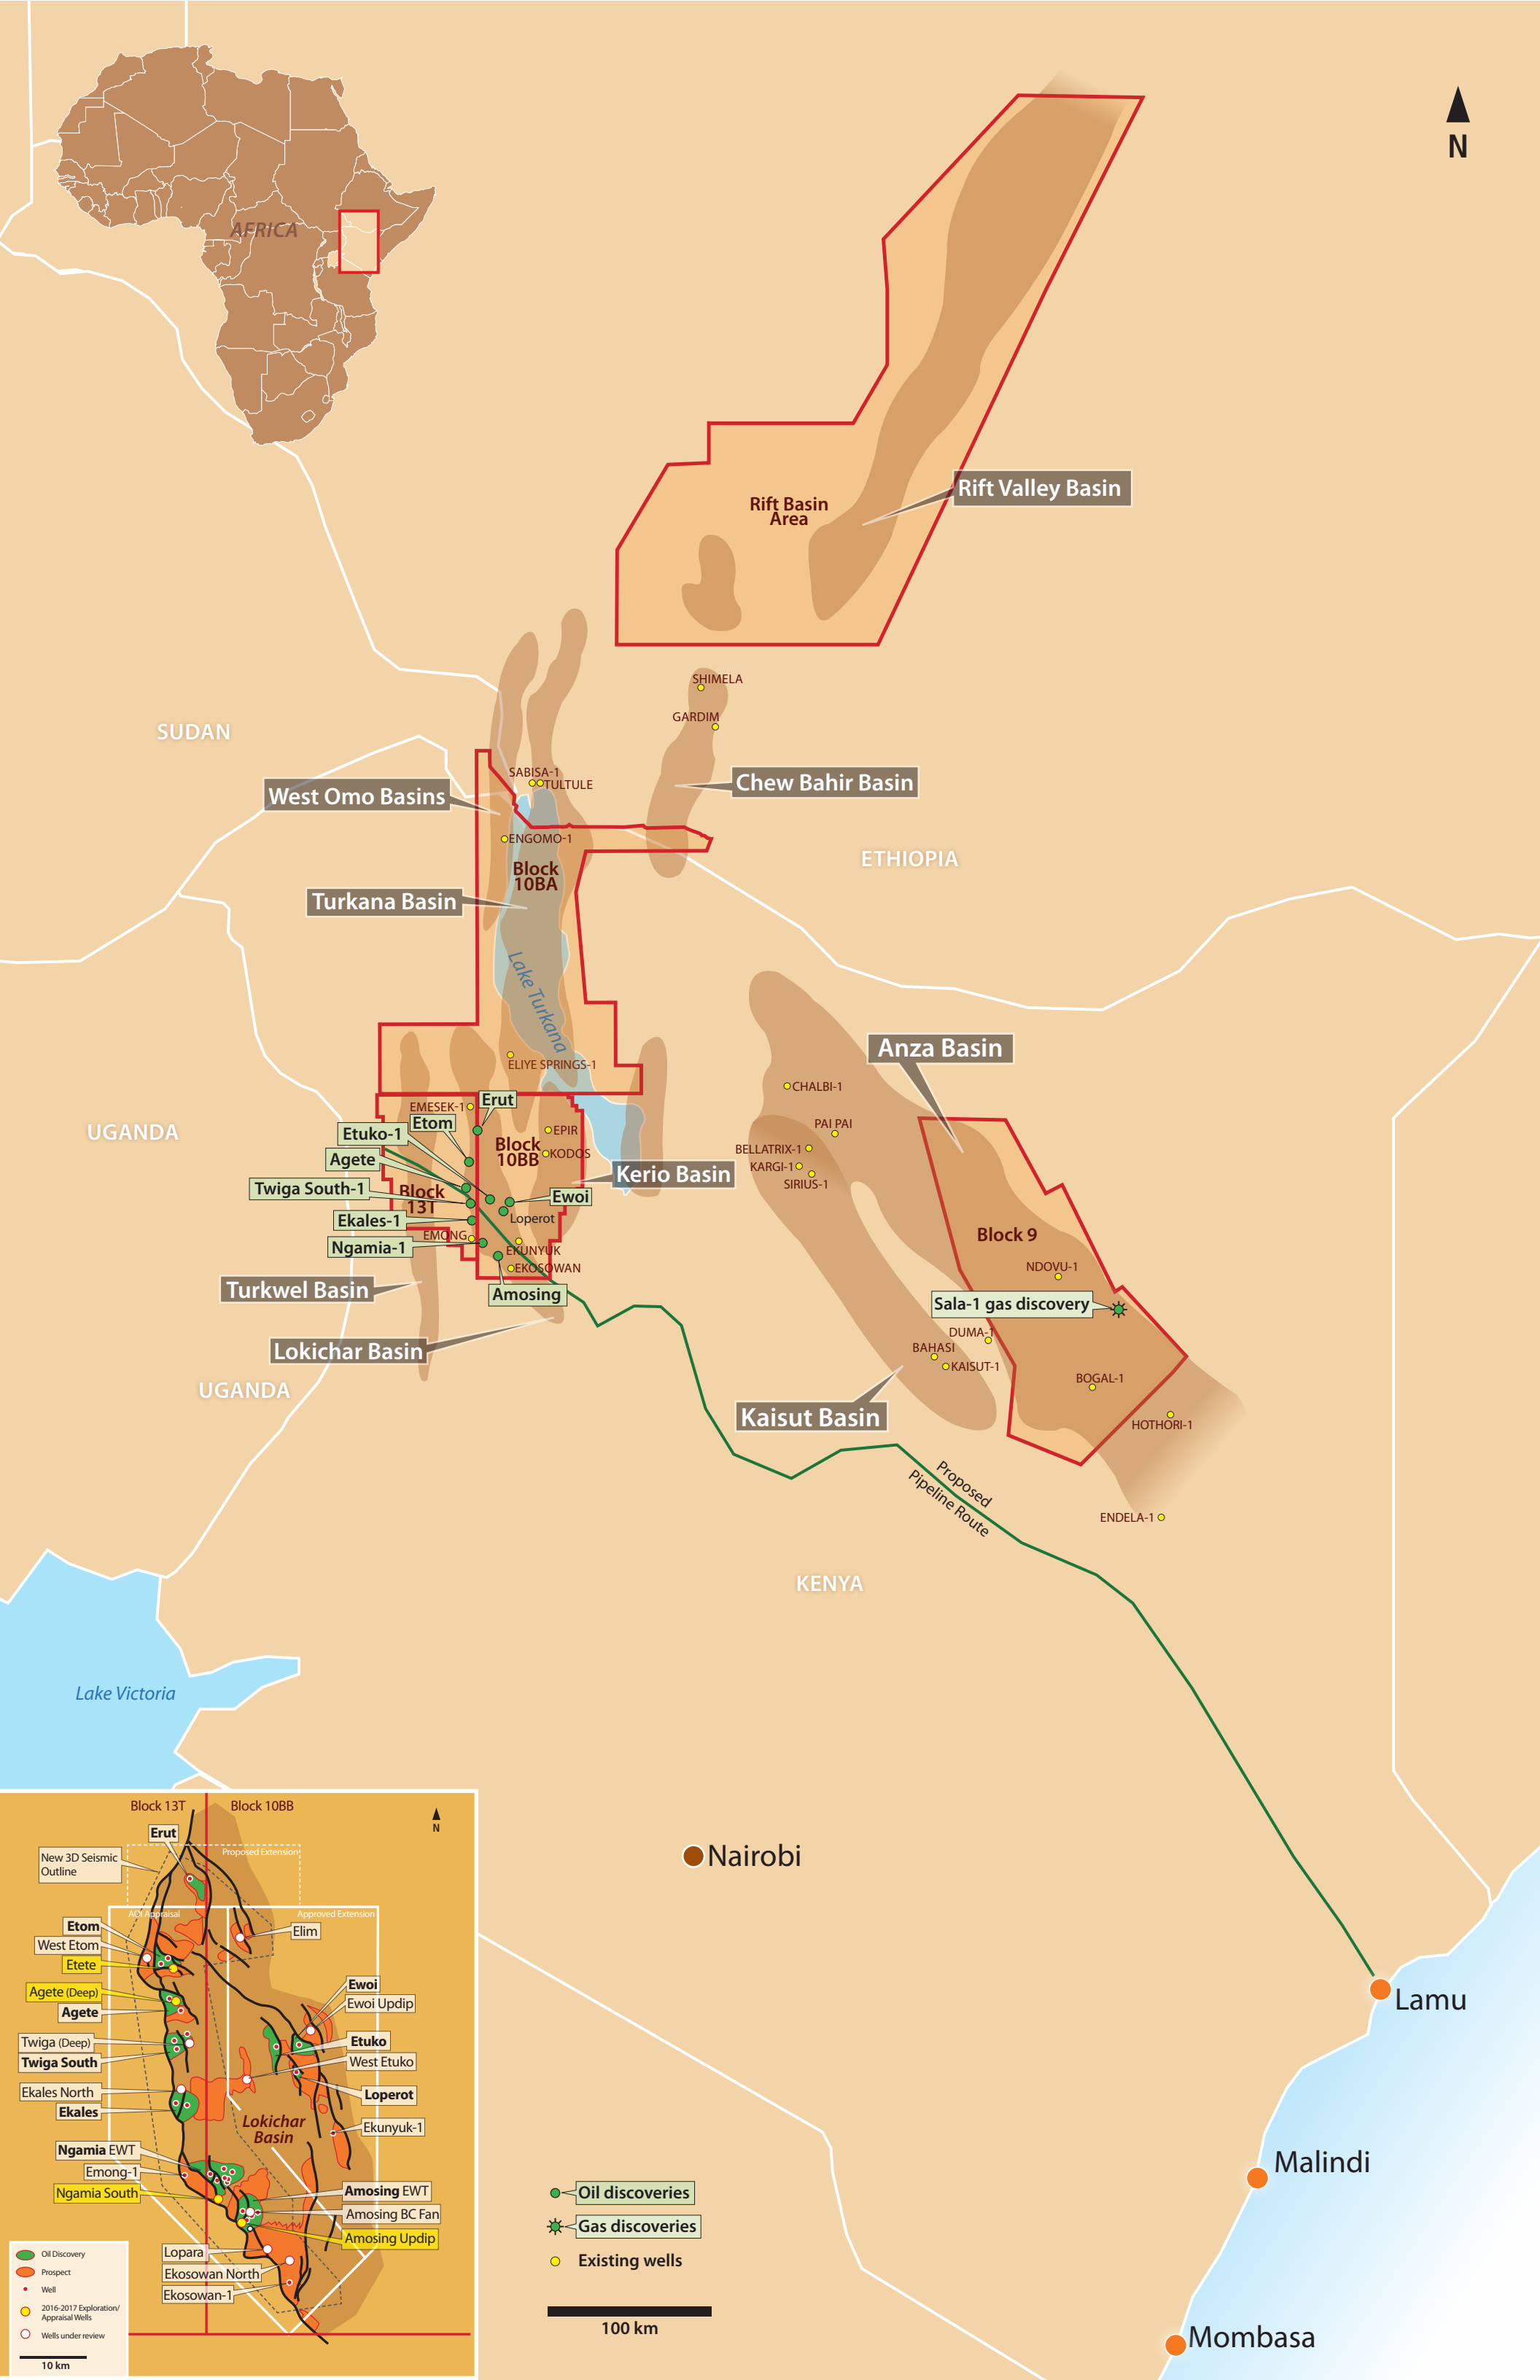 AFRICA
N
Rift Valley Basin
Rift Basin
Area
SHIMELA
GARDIM
SUDAN
SABISA-1
TULTULE
Chew Bahir Basin
West Omo Basins
ENGOMO-1
ETHIOPIA
Block
10BA
Turkana Basin
Lake Turkana
Anza Basin
ELIYE SPRINGS-1
CHALBI-1
Erut
EMESEK-1
Etom
PAI PAI
UGANDA
Etuko-1
EPIR
Block
10BB
BELLATRIX-1
Agete
KODOS
KARGI-1
Kerio Basin
SIRIUS-1
Twiga South-1
Block
13T
Ewoi
Ekales-1
Loperot
EMONG
Block 9
Ngamia-1
EKUNYUK
EKOSOWAN
NDOVU-1
Turkwel Basin
Amosing
Sala-1 gas discovery
DUMA-1
Lokichar Basin
BAHASI
KAISUT-1
BOGAL-1
UGANDA
Kaisut Basin
HOTHORI-1
Proposed
Pipeline Route
ENDELA-1
KENYA
Lake Victoria
Nairobi
Lamu
Malindi
Mombasa
Oil discoveries
Gas discoveries
Existing wells
100 km
Block 13T
Block 10BB
N
Erut
Proposed Extension
New 3D Seismic
Outline
AOI Appraisal
Approved Extension
Etom
Elim
West Etom
Etete
Ewoi
Agete (Deep)
Ewoi Updip
Agete
Etuko
Twiga (Deep)
West Etuko
Twiga South
Ekales North
Loperot
Ekales
Lokichar
Basin
Ekunyuk-1
Ngamia EWT
Emong-1
Ngamia South
Amosing EWT
Amosing BC Fan
Amosing Updip
Lopara
Ekosowan North
Ekosowan-1
Oil Discovery
Prospect
Well
2016-2017 Exploration/
Appraisal Wells
Wells under review
10 km